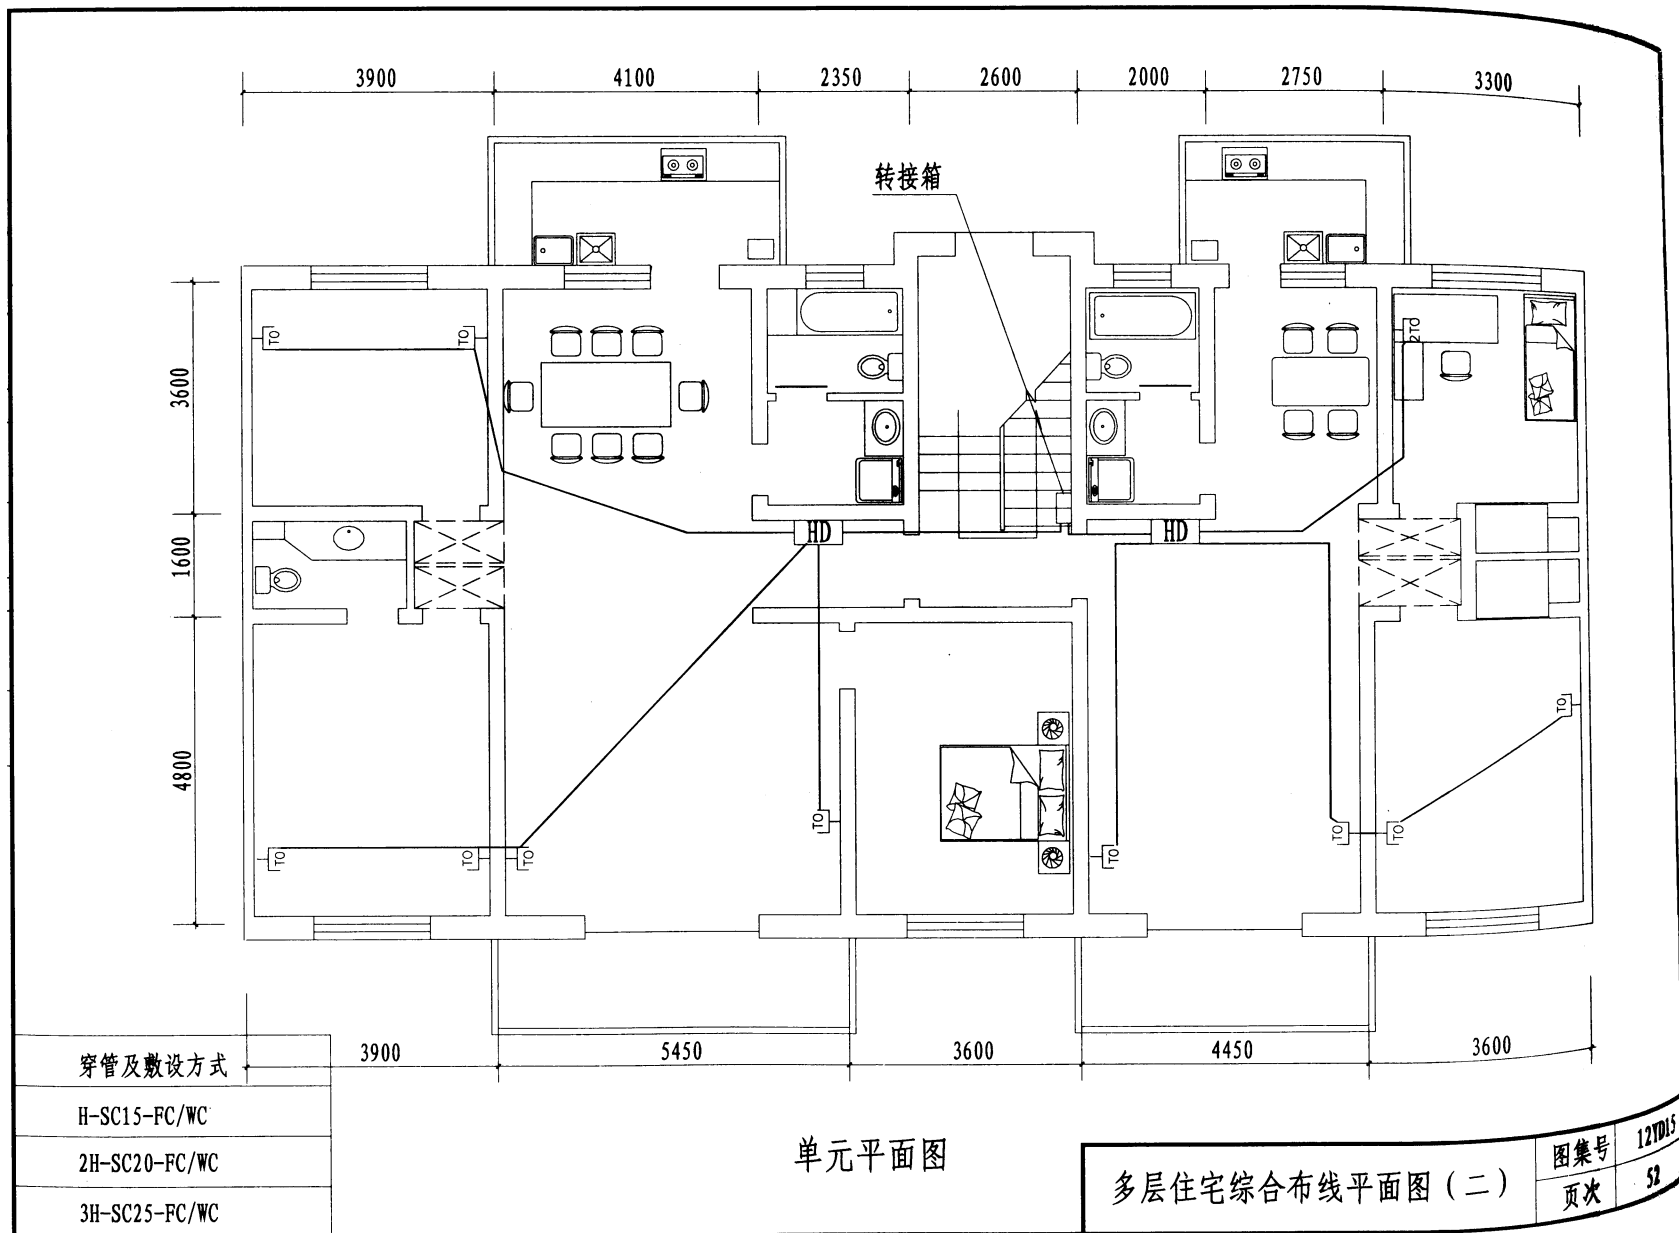 3900 4100 2350 2600 2000 2750 3300
转接箱
3600
1600
4800
TO
TO
2TO
HD
HD
TO
TO
TO
TO
TO
TO
TO
TO
TO
3900 5450 3600 4450 3600
穿管及敷设方式
H-SC15-FC/WC
2H-SC20-FC/WC
3H-SC25-FC/WC
单元平面图
多层住宅综合布线平面图（二）
图集号 12YD15
页次 52